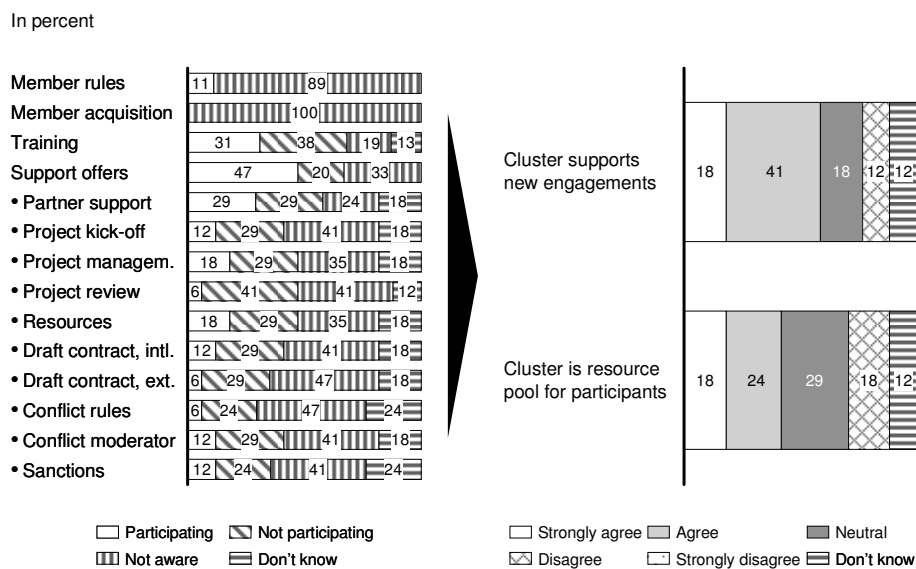 In percent
Member rules 11 89
Member acquisition 100
Training 31 38 19 13
Support offers 47 20 33
• Partner support 29 29 24 18
• Project kick-off 12 29 41 18
• Project managem. 18 29 35 18
• Project review 6 41 41 12
• Resources 18 29 35 18
• Draft contract, intl. 12 29 41 18
• Draft contract, ext. 6 29 47 18
• Conflict rules 6 24 47 24
• Conflict moderator 12 29 41 18
• Sanctions 12 24 41 24
Participating Not participating
Not aware Don't know
Cluster supports
new engagements
18 41 18 12 12
Cluster is resource
pool for participants
18 24 29 18 12
Strongly agree Agree Neutral
Disagree Strongly disagree Don't know